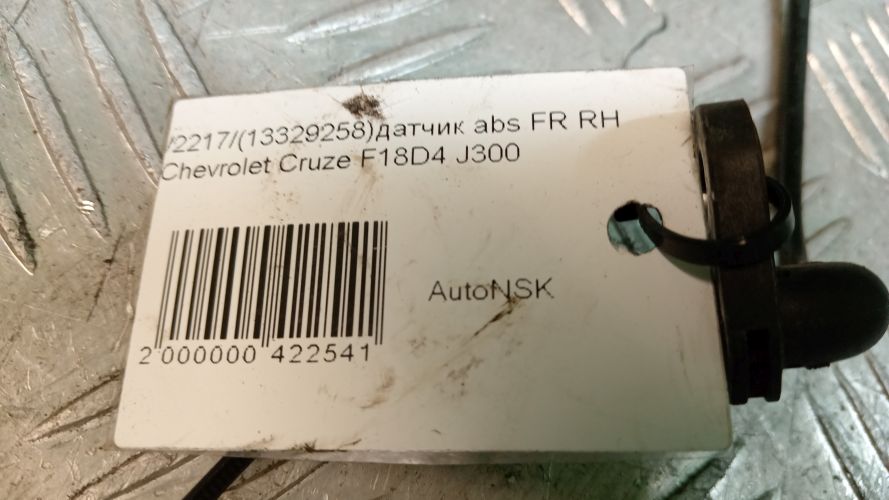 /2217/(13329258)датчик abs FR RH
Chevrolet Cruze F18D4 J300
AutoNSK
2 000000 422541